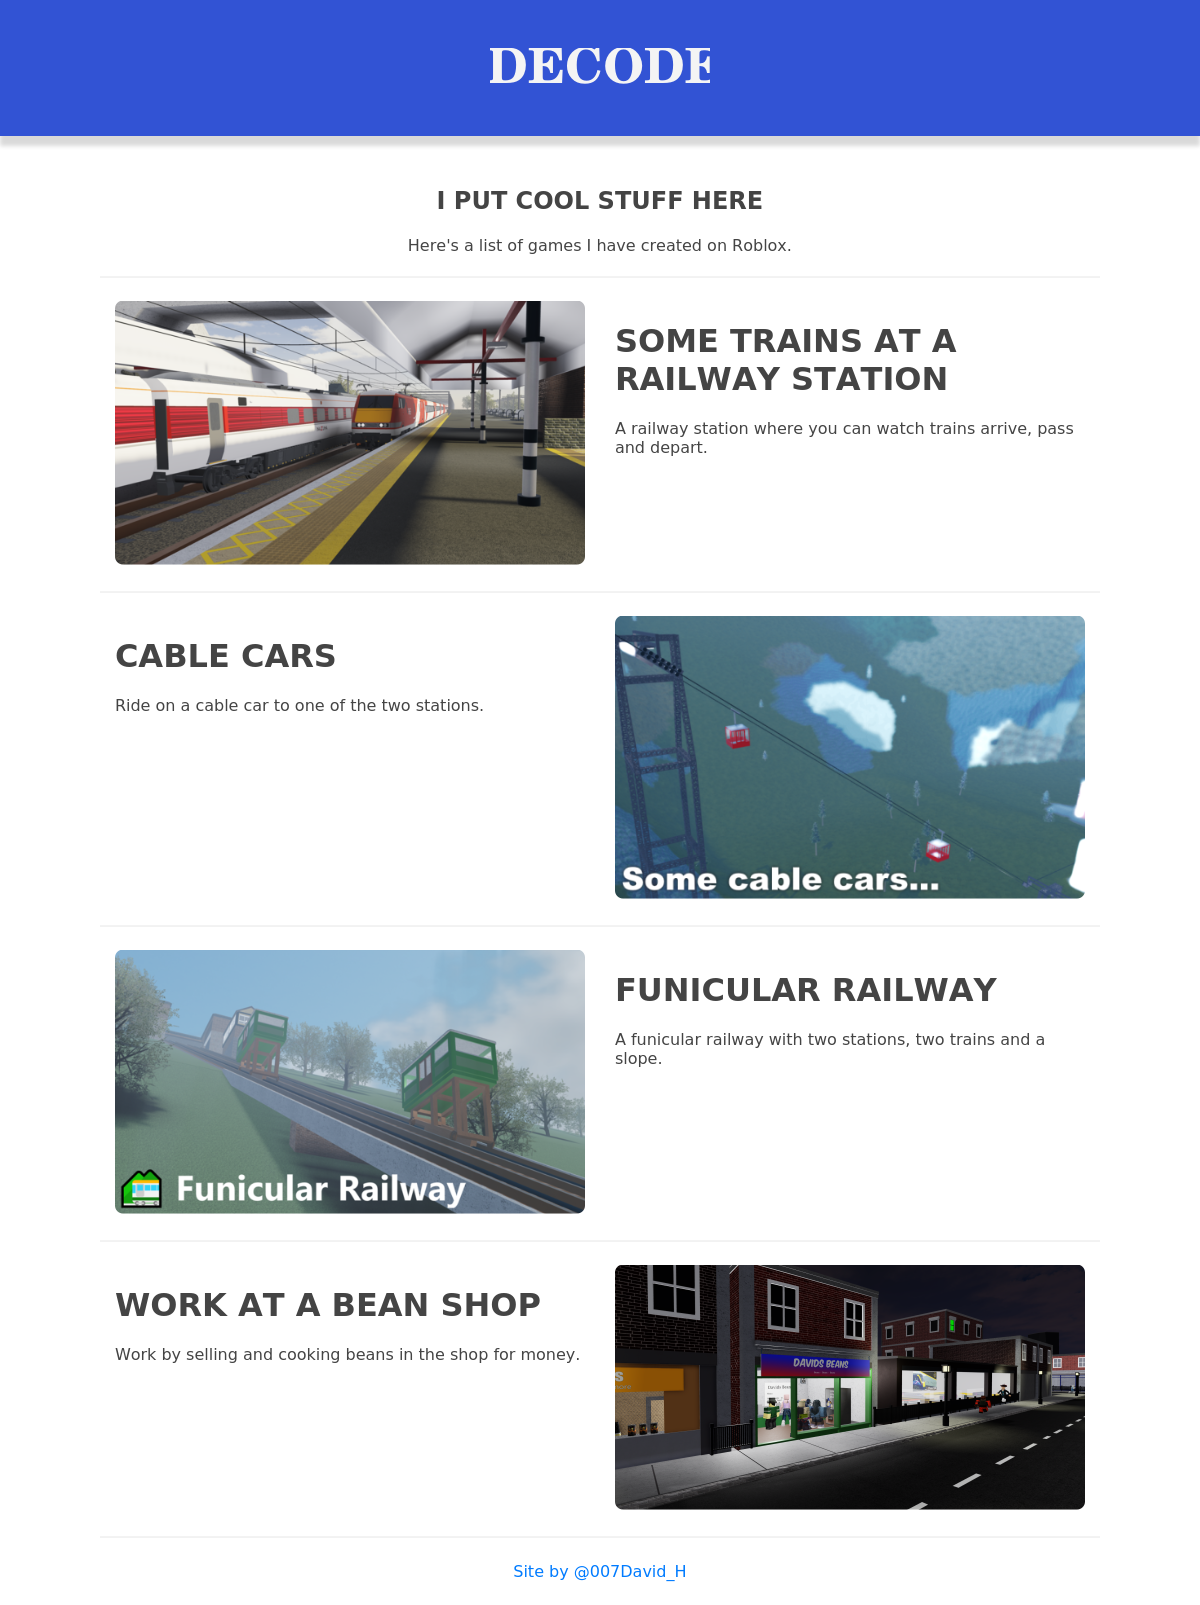 DECODE
I PUT COOL STUFF HERE
Here's a list of games I have created on Roblox.
SOME TRAINS AT A
RAILWAY STATION
A railway station where you can watch trains arrive, pass
and depart.
CABLE CARS
Ride on a cable car to one of the two stations.
Some cable cars...
Funicular Railway
FUNICULAR RAILWAY
A funicular railway with two stations, two trains and a
slope.
WORK AT A BEAN SHOP
Work by selling and cooking beans in the shop for money.
DAVIDS BEANS
Davids Beans
Site by @007David_H